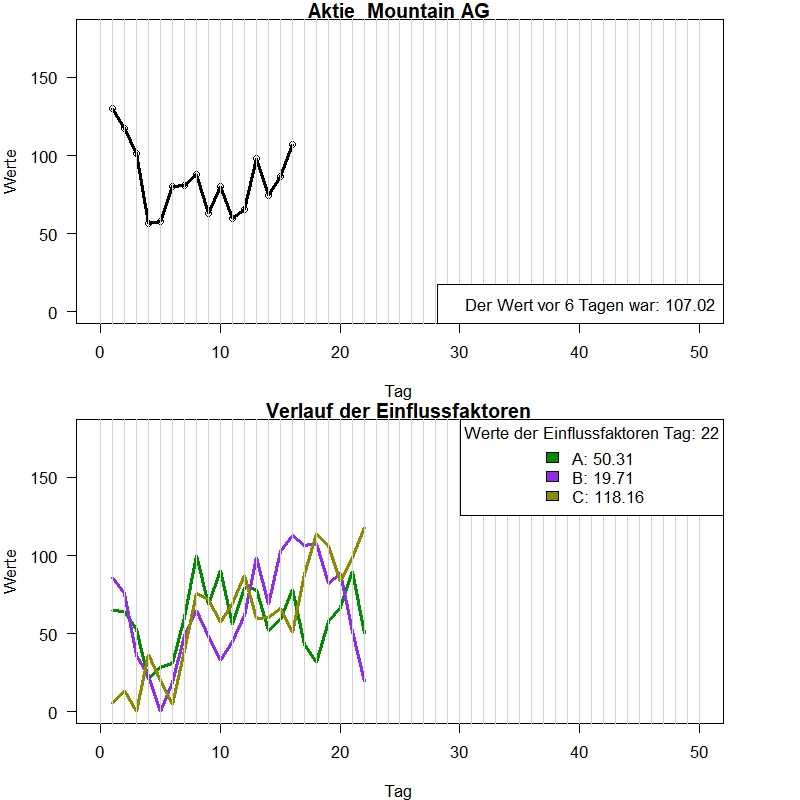 Aktie  Mountain AG
Werte
150
100
50
0
Der Wert vor 6 Tagen war: 107.02
0 10 20 30 40 50
Tag
Verlauf der Einflussfaktoren
Werte
150
100
50
0
Werte der Einflussfaktoren Tag: 22
A: 50.31
B: 19.71
C: 118.16
0 10 20 30 40 50
Tag